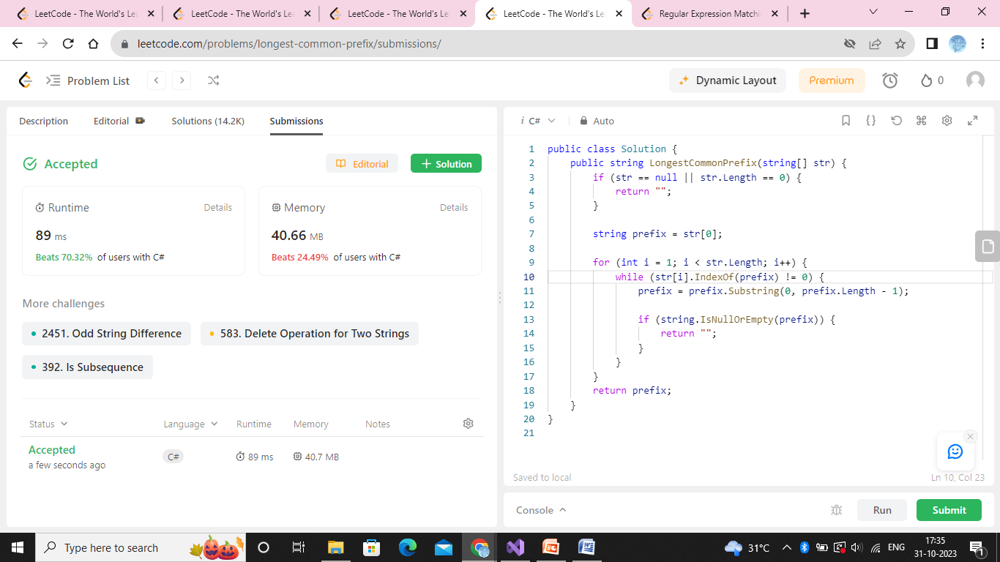 LeetCode - The World's Le
LeetCode - The World's Le
LeetCode - The World's Le
LeetCode - The World's Le
Regular Expression Matchi
leetcode.com/problems/longest-common-prefix/submissions/
Problem List
Dynamic Layout
Premium
0
Description
Editorial
Solutions (14.2K)
Submissions
Accepted
Editorial
+ Solution
Runtime
Details
89 ms
Beats 70.32% of users with C#
Memory
Details
40.66 MB
Beats 24.49% of users with C#
More challenges
2451. Odd String Difference
583. Delete Operation for Two Strings
392. Is Subsequence
Status
Language
Runtime
Memory
Notes
Accepted
a few seconds ago
C#
89 ms
40.7 MB
i C#
Auto
1 public class Solution {
2 public string LongestCommonPrefix(string[] str) {
3 if (str == null || str.Length == 0) {
4 return "";
5 }
6
7 string prefix = str[0];
8
9 for (int i = 1; i < str.Length; i++) {
10 while (str[i].IndexOf(prefix) != 0) {
11 prefix = prefix.Substring(0, prefix.Length - 1);
12
13 if (string.IsNullOrEmpty(prefix)) {
14 return "";
15 }
16 }
17 }
18 return prefix;
19 }
20 }
21
Saved to local
Ln 10, Col 23
Console
Run
Submit
Type here to search
31°C
ENG
17:35
31-10-2023
1